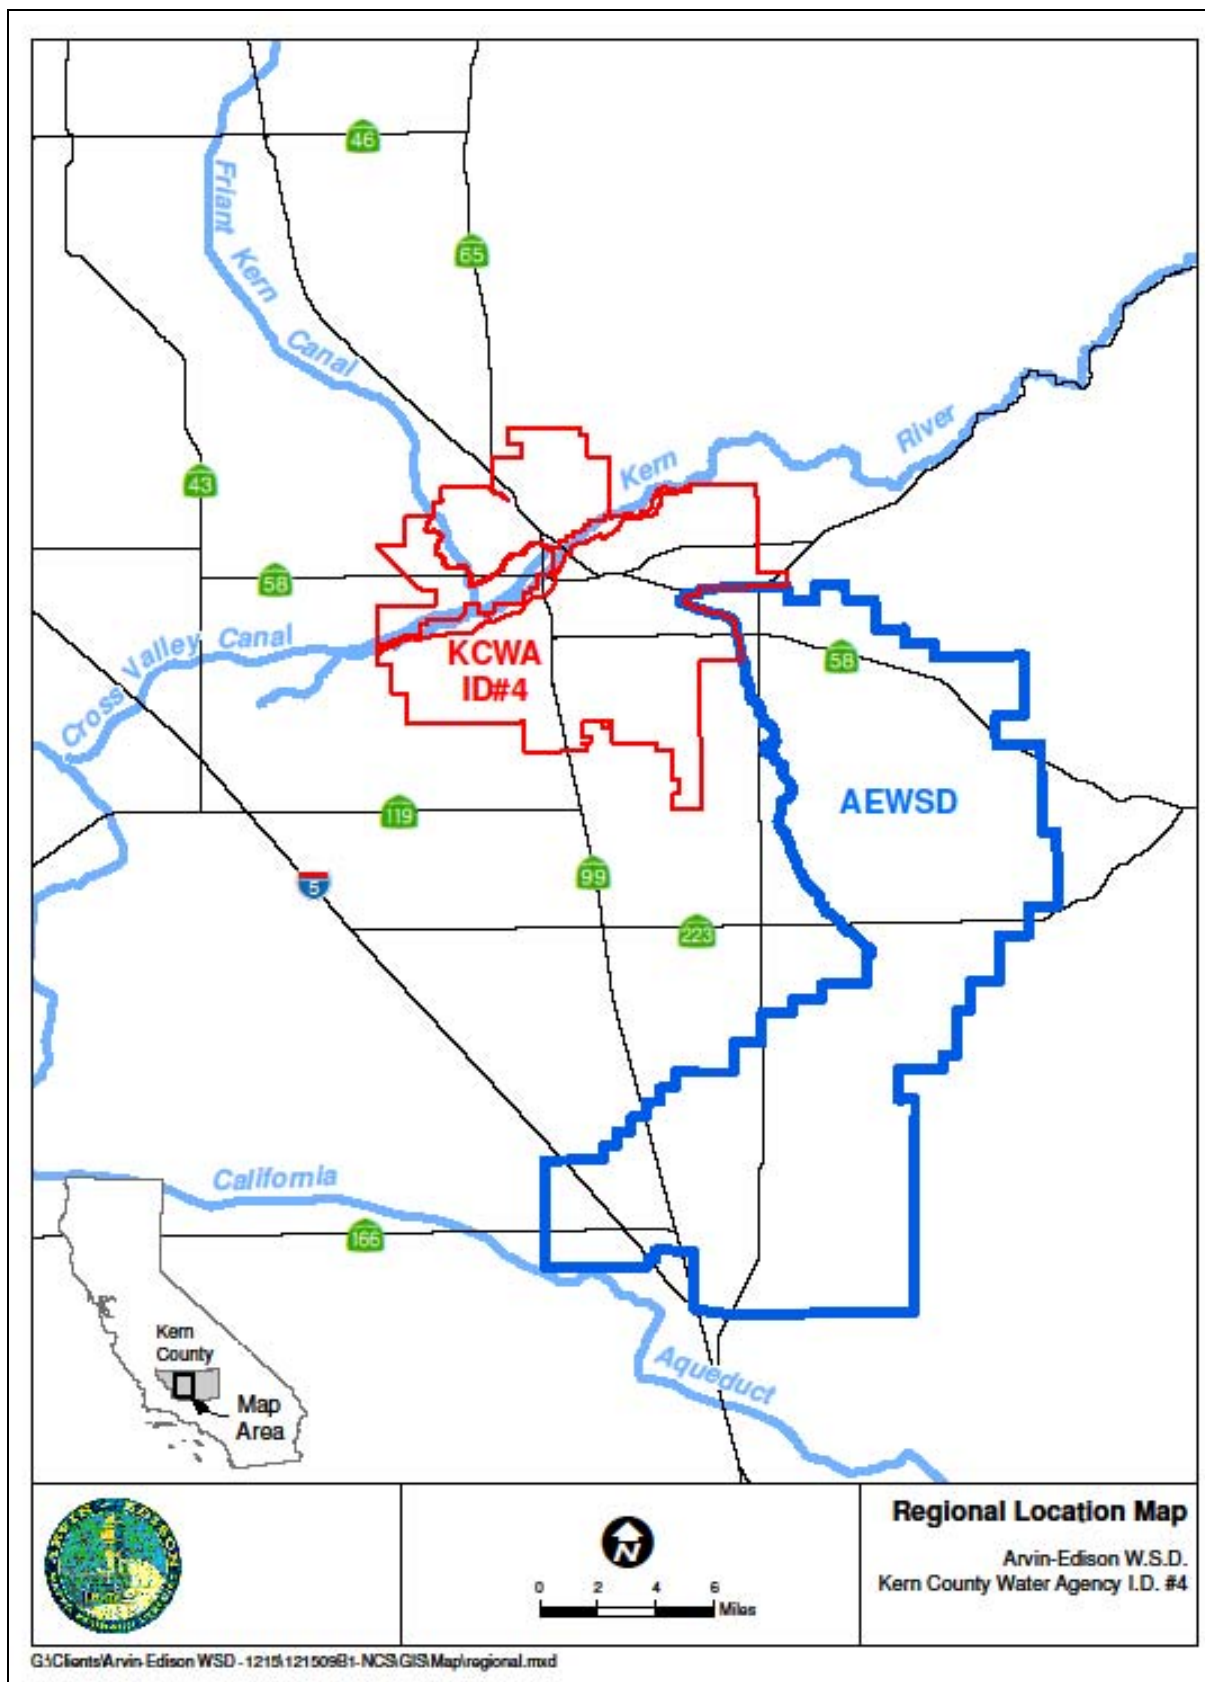 46
Friant
Kern
Canal
65
43
Kern
River
58
Cross Valley Canal
KCWA
ID#4
58
AEWSD
119
5
99
223
California
166
Aqueduct
Kern
County
Map
Area
ARVIN - EDISON
N
0 2 4 6
Miles
Regional Location Map
Arvin-Edison W.S.D.
Kern County Water Agency I.D. #4
G:\Clients\Arvin-Edison WSD - 1215\121509B1-NCS\GIS\Map\regional.mxd